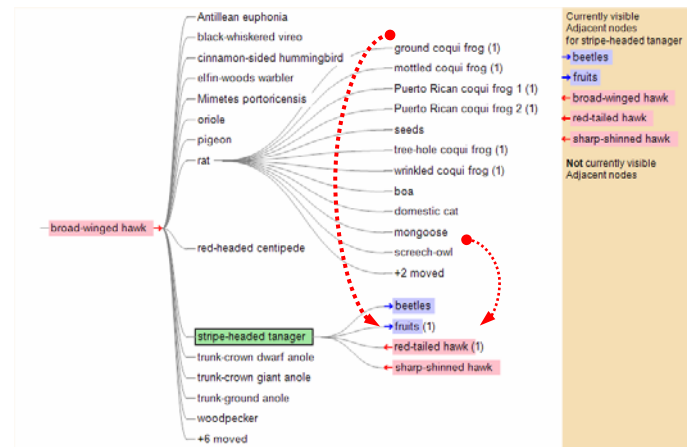 Antillean euphonia
black-whiskered vireo
cinnamon-sided hummingbird
elfin-woods warbler
Mimetes portoricensis
oriole
pigeon
rat
broad-winged hawk
red-headed centipede
stripe-headed tanager
trunk-crown dwarf anole
trunk-crown giant anole
trunk-ground anole
woodpecker
+6 moved
ground coqui frog (1)
mottled coqui frog (1)
Puerto Rican coqui frog 1 (1)
Puerto Rican coqui frog 2 (1)
seeds
tree-hole coqui frog (1)
wrinkled coqui frog (1)
boa
domestic cat
mongoose
screech-owl
+2 moved
beetles
fruits (1)
red-tailed hawk (1)
sharp-shinned hawk
Currently visible
Adjacent nodes
for stripe-headed tanager
beetles
fruits
broad-winged hawk
red-tailed hawk
sharp-shinned hawk
Not currently visible
Adjacent nodes